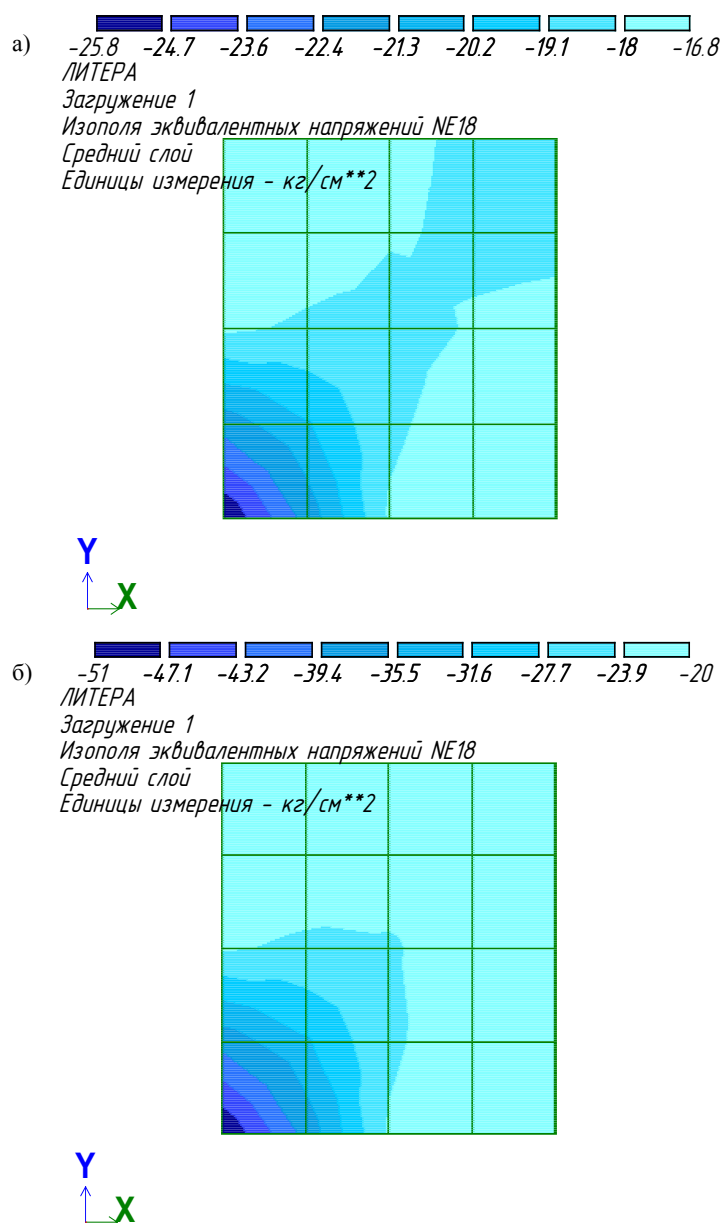 а)
-25.8 -24.7 -23.6 -22.4 -21.3 -20.2 -19.1 -18 -16.8
ЛИТЕРА
Загружение 1
Изополя эквивалентных напряжений NE18
Средний слой
Единицы измерения - кг/см**2
Y
X
б)
-51 -47.1 -43.2 -39.4 -35.5 -31.6 -27.7 -23.9 -20
ЛИТЕРА
Загружение 1
Изополя эквивалентных напряжений NE18
Средний слой
Единицы измерения - кг/см**2
Y
X